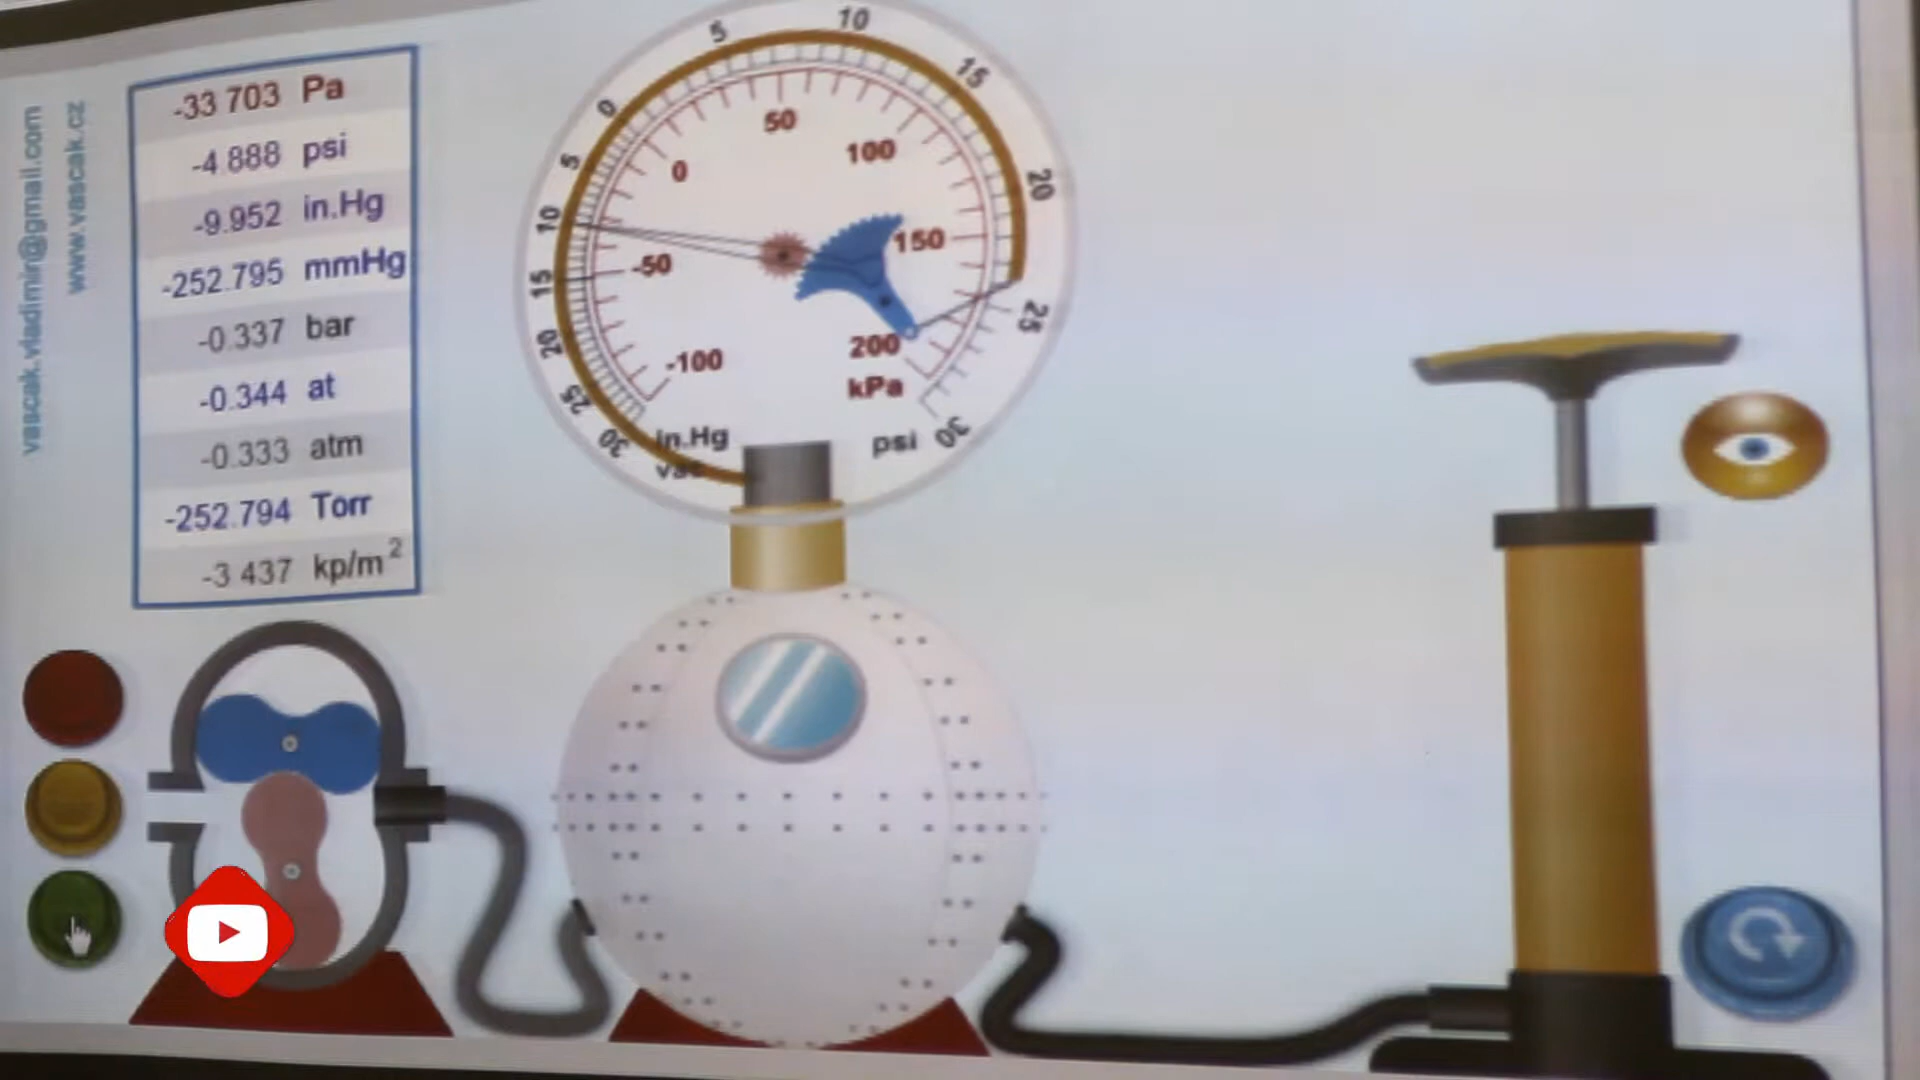 vascak.vladimir@gmail.com
www.vascak.cz
-33 703 Pa
-4.888 psi
-9.952 in.Hg
-252.795 mmHg
-0.337 bar
-0.344 at
-0.333 atm
-252.794 Torr
-3 437 kp/m²
5
10
15
20
25
30
0
5
10
15
20
25
30
50
100
0
150
-50
200
-100
kPa
in.Hg
vac
psi